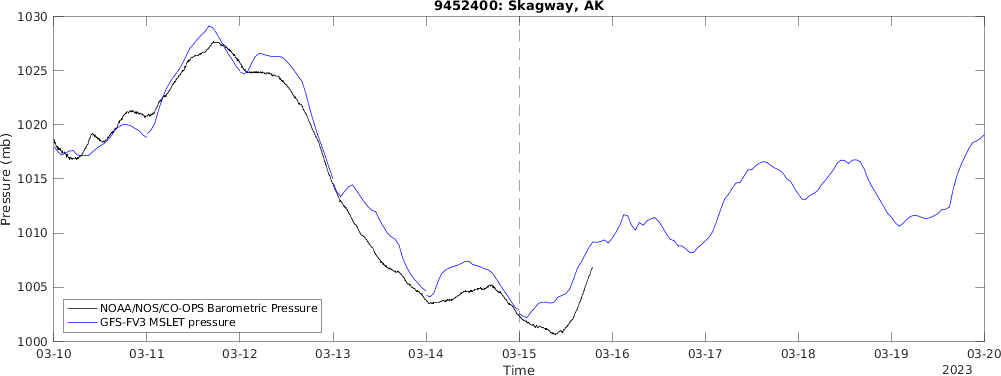 9452400: Skagway, AK
Pressure (mb)
1030
1025
1020
1015
1010
1005
1000
NOAA/NOS/CO-OPS Barometric Pressure
GFS-FV3 MSLET pressure
03-10 03-11 03-12 03-13 03-14 03-15 03-16 03-17 03-18 03-19 03-20
Time
2023